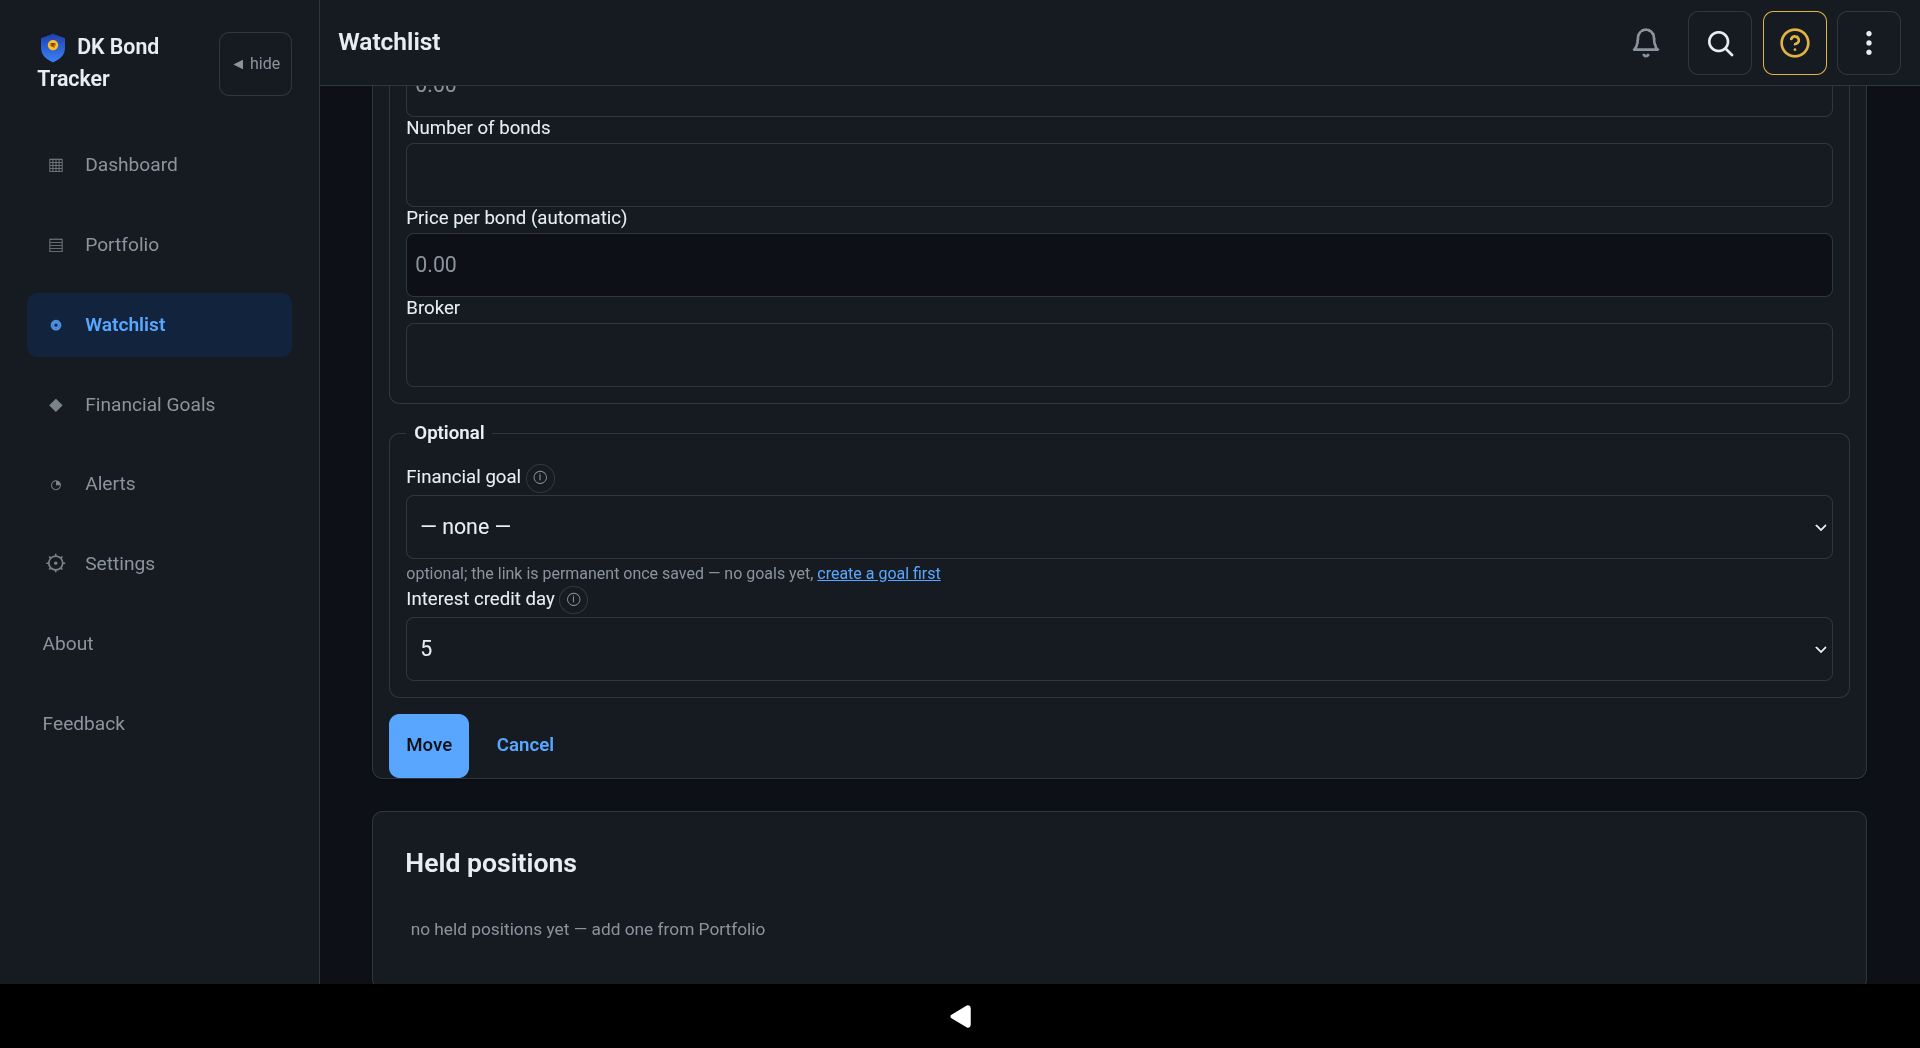 DK Bond
Tracker
◄ hide
Watchlist
Dashboard
Portfolio
Watchlist
Financial Goals
Alerts
Settings
About
Feedback
0.00
Number of bonds
Price per bond (automatic)
0.00
Broker
Optional
Financial goal
— none —
optional; the link is permanent once saved — no goals yet, create a goal first
Interest credit day
5
Move
Cancel
Held positions
no held positions yet — add one from Portfolio